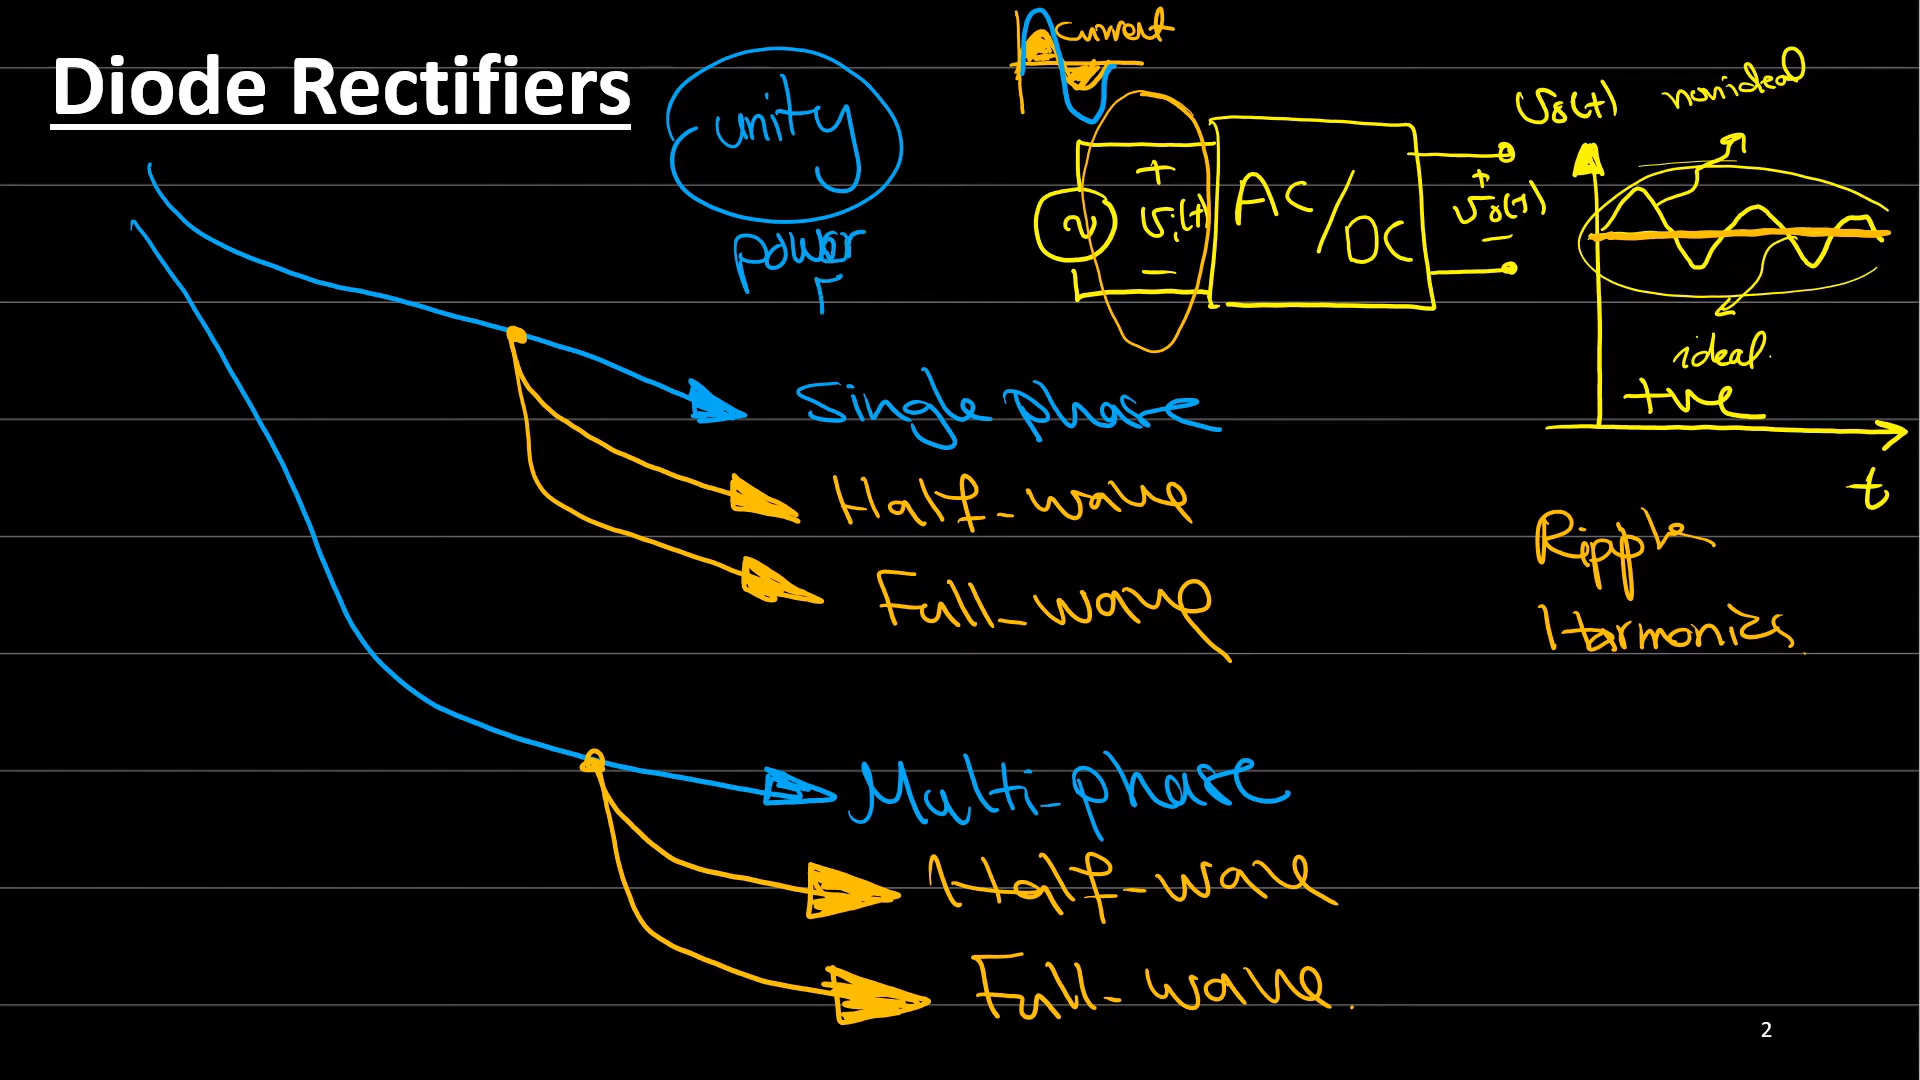 Diode Rectifiers
unity
power
F
current
+
Vi(t)
-
AC/DC
+
Vo(t)
-
Vo(t)
nonideal
ideal.
+ve
t
Ripple
Harmonics.
Single phase
Half-wave
Full-wave
Multi-phase
Half-wave
Full-wave.
2